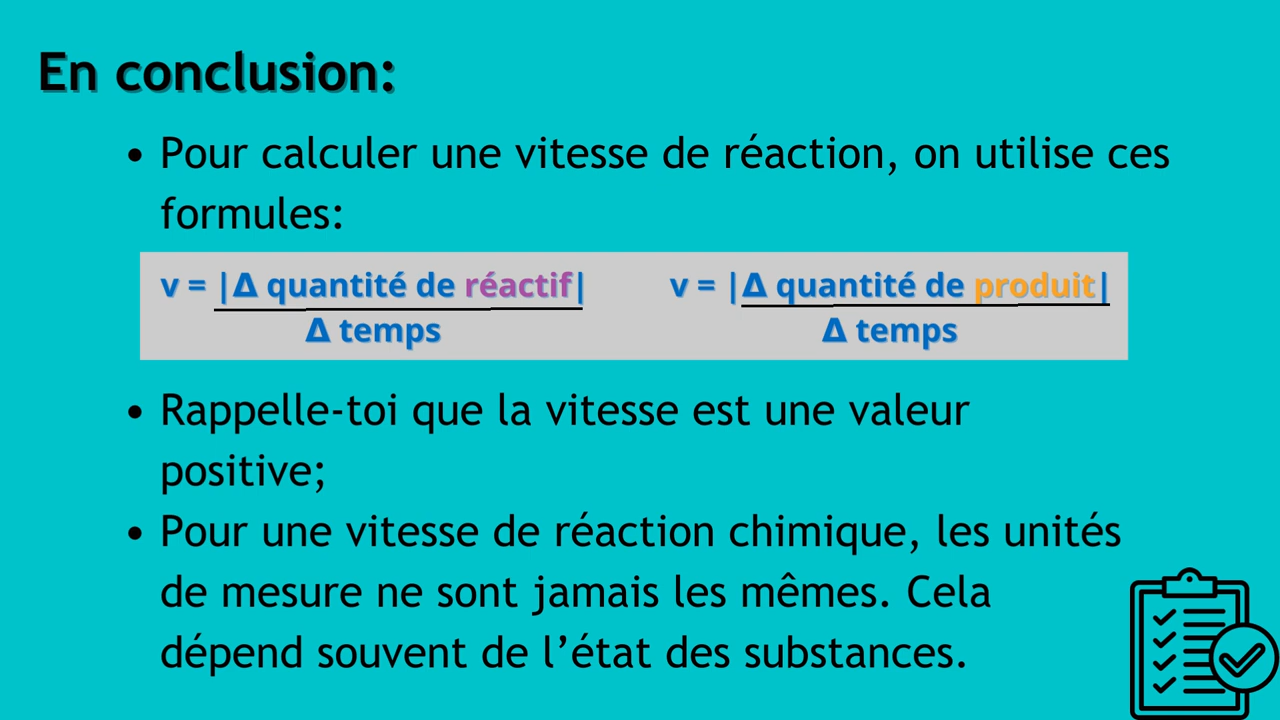 En conclusion:
• Pour calculer une vitesse de réaction, on utilise ces
formules:
v = |Δ quantité de réactif| v = |Δ quantité de produit|
Δ temps Δ temps
• Rappelle-toi que la vitesse est une valeur
positive;
• Pour une vitesse de réaction chimique, les unités
de mesure ne sont jamais les mêmes. Cela
dépend souvent de l’état des substances.